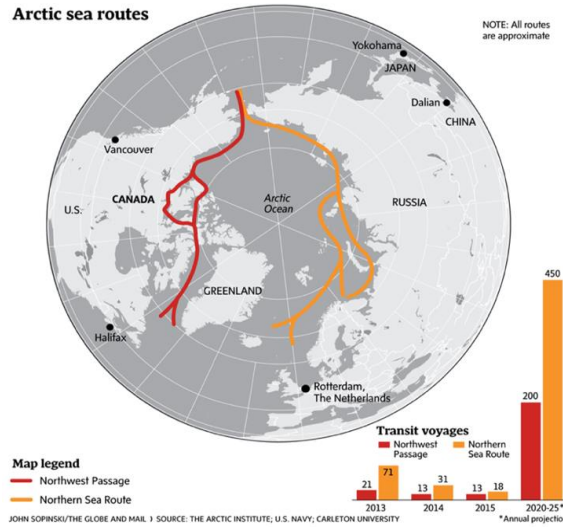 Arctic sea routes
NOTE: All routes
are approximate
Yokohama
JAPAN
Dalian
CHINA
Vancouver
U.S.
CANADA
Arctic
Ocean
RUSSIA
GREENLAND
Halifax
Rotterdam,
The Netherlands
Map legend
Northwest Passage
Northern Sea Route
Transit voyages
Northwest
Passage
Northern
Sea Route
21
71
13
31
13
18
200
450
2013
2014
2015
2020-25*
*Annual projectio
JOHN SOPINSKI/THE GLOBE AND MAIL } SOURCE: THE ARCTIC INSTITUTE; U.S. NAVY; CARLETON UNIVERSITY